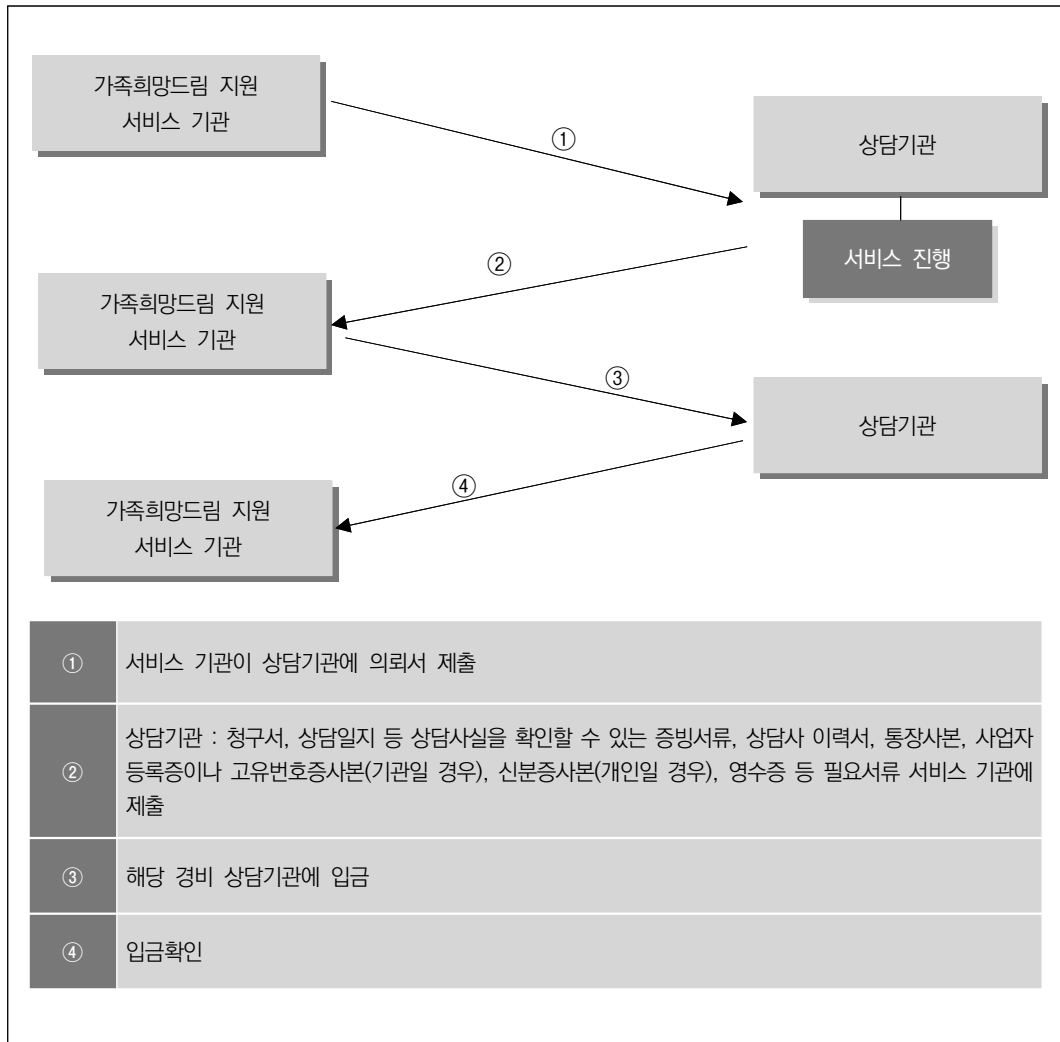 가족희망드림 지원
서비스 기관
①
상담기관
서비스 진행
②
가족희망드림 지원
서비스 기관
③
상담기관
④
가족희망드림 지원
서비스 기관
① 서비스 기관이 상담기관에 의뢰서 제출
② 상담기관 : 청구서, 상담일지 등 상담사실을 확인할 수 있는 증빙서류, 상담사 이력서, 통장사본, 사업자
등록증이나 고유번호증사본(기관일 경우), 신분증사본(개인일 경우), 영수증 등 필요서류 서비스 기관에
제출
③ 해당 경비 상담기관에 입금
④ 입금확인